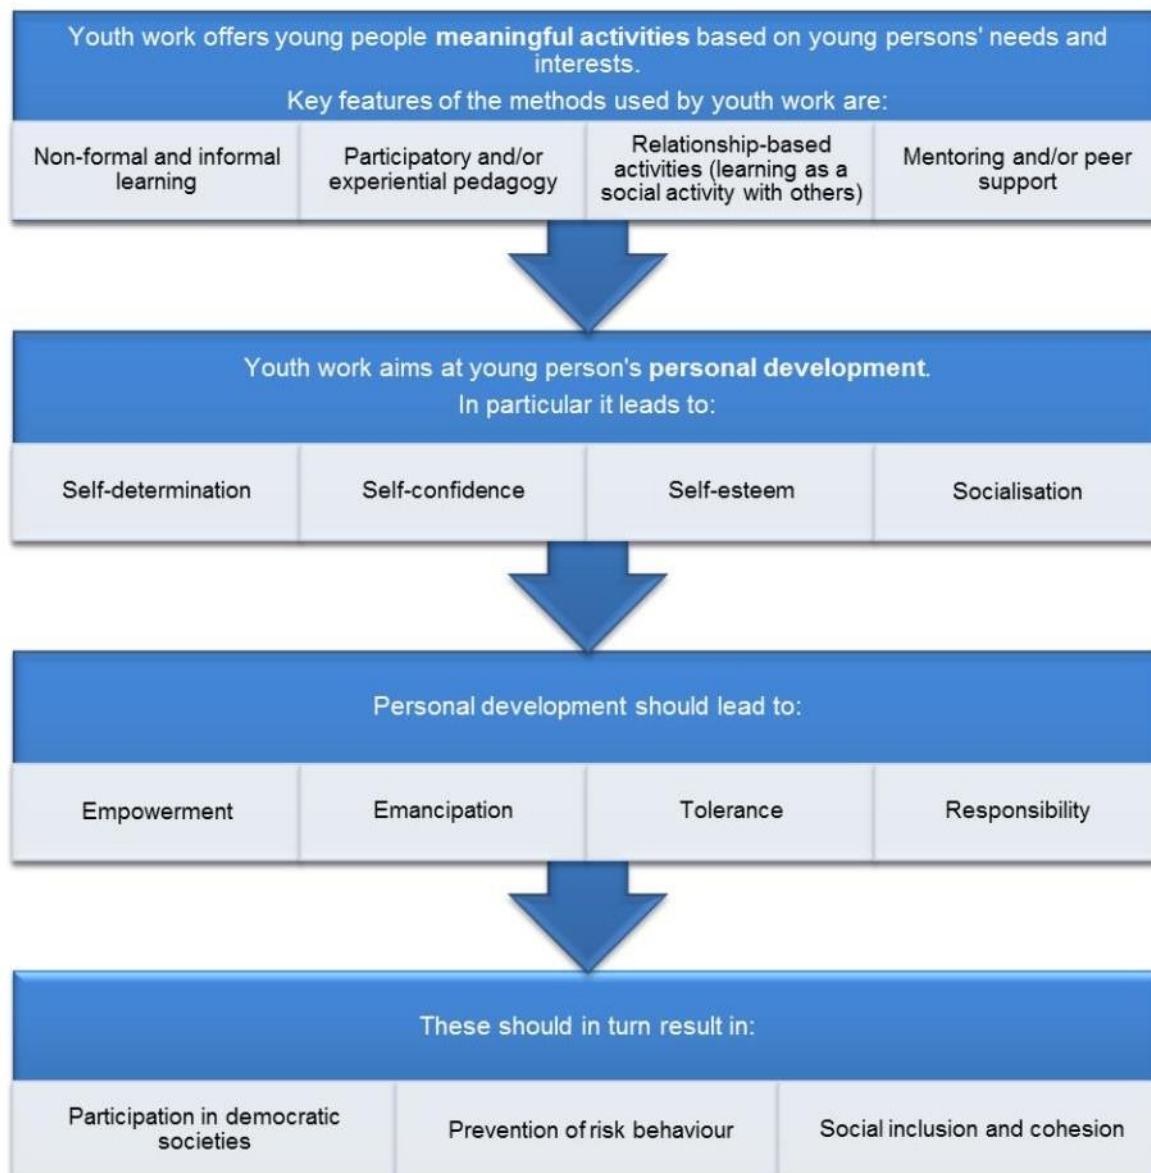 Youth work offers young people meaningful activities based on young persons' needs and
interests.
Key features of the methods used by youth work are:
Non-formal and informal
learning
Participatory and/or
experiential pedagogy
Relationship-based
activities (learning as a
social activity with others)
Mentoring and/or peer
support
Youth work aims at young person's personal development.
In particular it leads to:
Self-determination
Self-confidence
Self-esteem
Socialisation
Personal development should lead to:
Empowerment
Emancipation
Tolerance
Responsibility
These should in turn result in:
Participation in democratic
societies
Prevention of risk behaviour
Social inclusion and cohesion